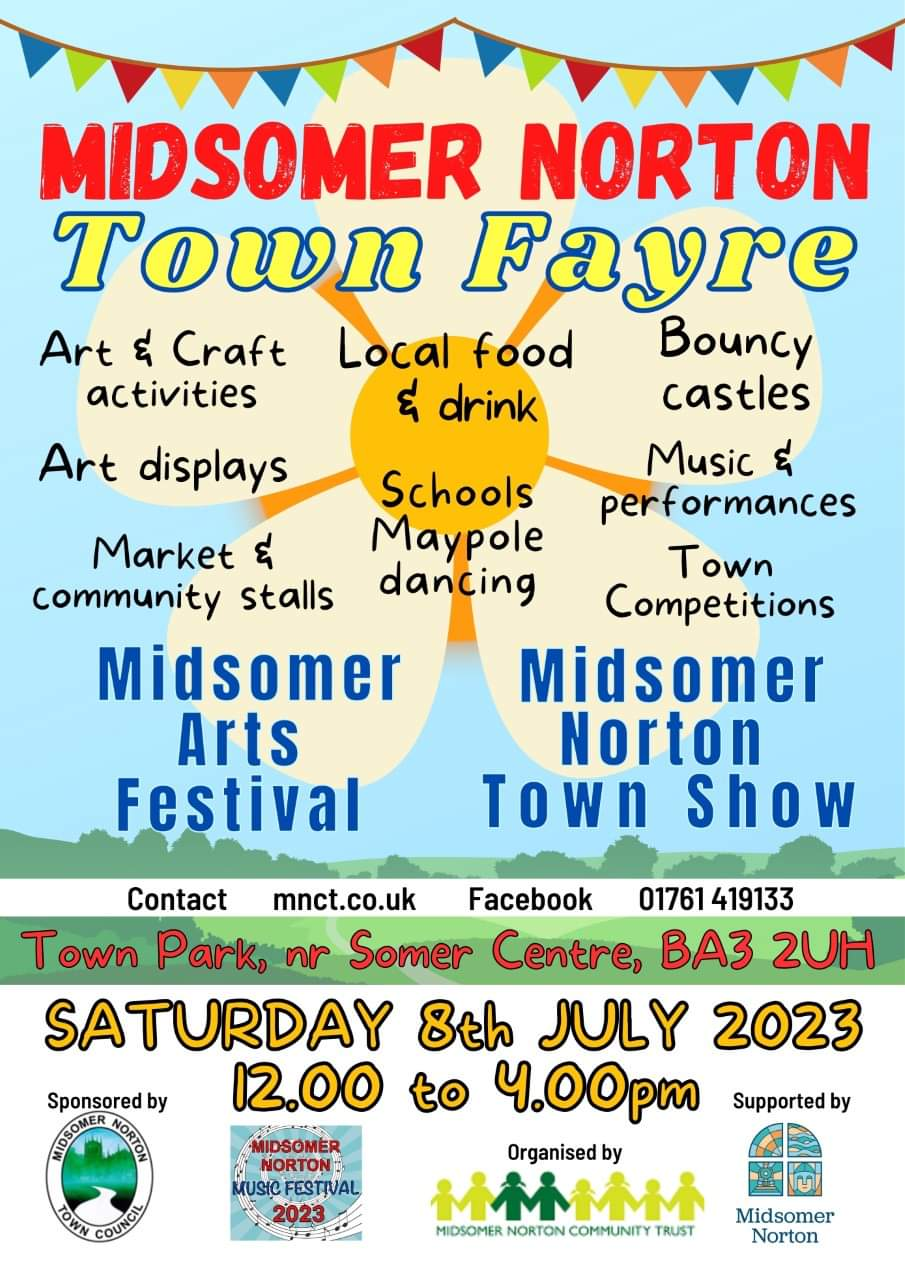 MIDSOMER NORTON
Town Fayre
Art & Craft
activities
Local food
& drink
Bouncy
castles
Art displays
Schools
Maypole
dancing
Music &
performances
Market &
community stalls
Town
Competitions
Midsomer
Arts
Festival
Midsomer
Norton
Town Show
Contact mnct.co.uk Facebook 01761 419133
Town Park, nr Somer Centre, BA3 2UH
SATURDAY 8th JULY 2023
12.00 to 4.00pm
Sponsored by
MIDSOMER NORTON
TOWN COUNCIL
MIDSOMER
NORTON
MUSIC FESTIVAL
2023
Organised by
MIDSOMER NORTON COMMUNITY TRUST
Supported by
Midsomer
Norton